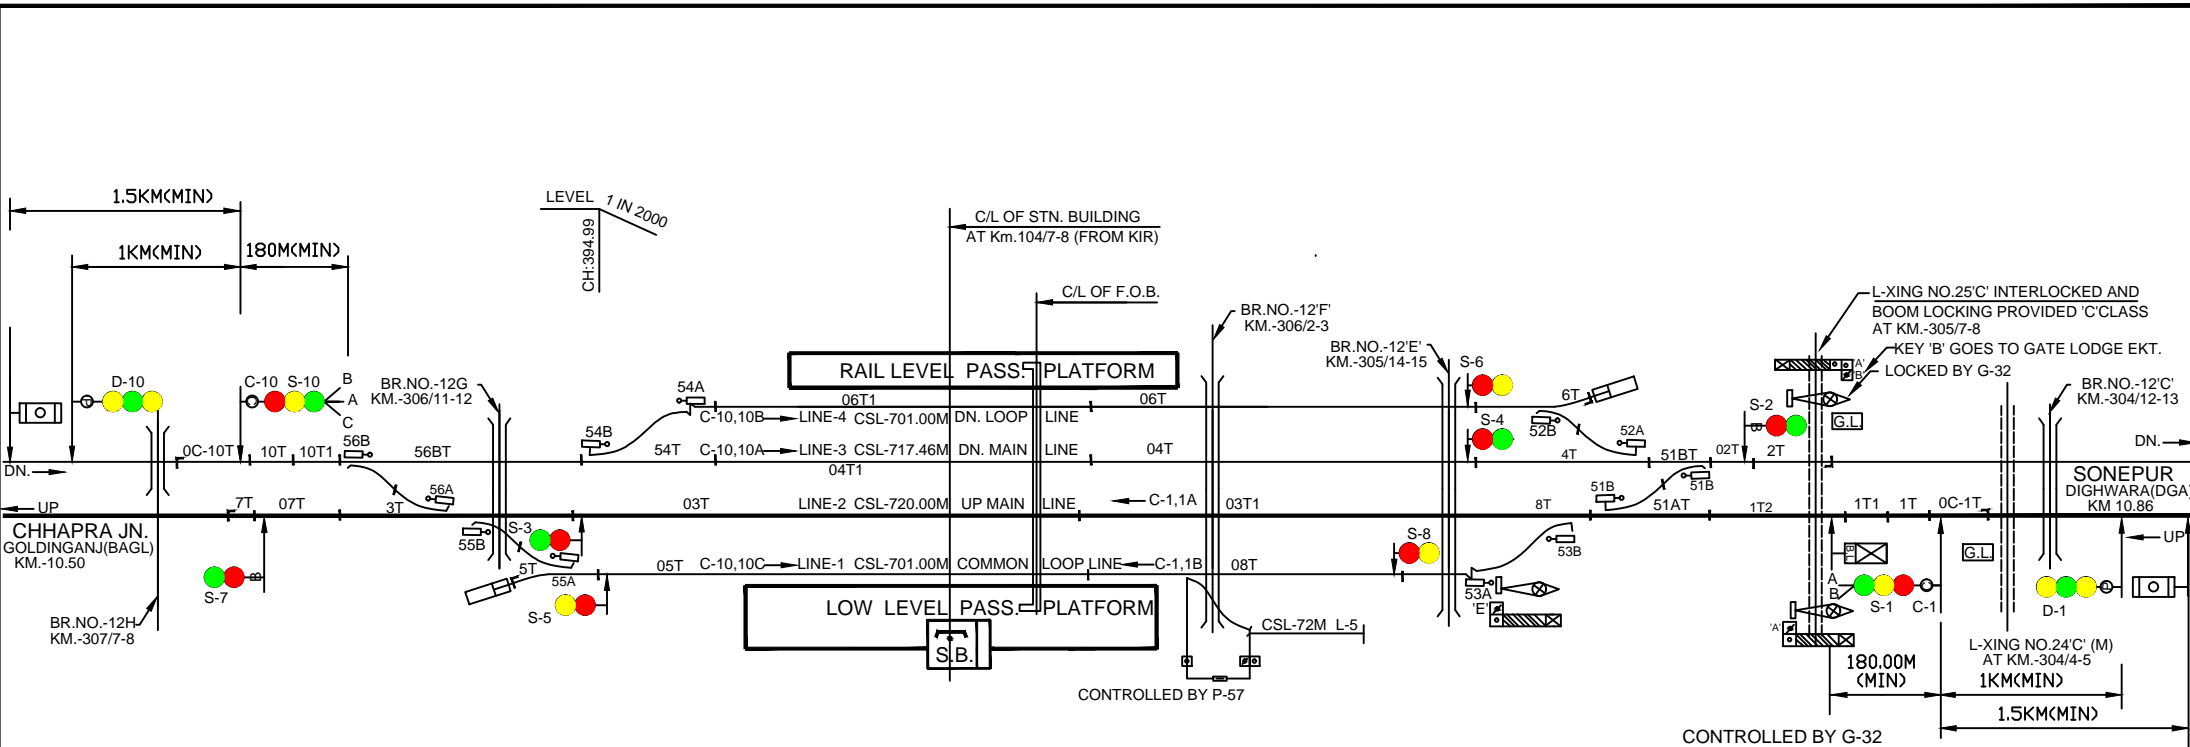 1.5KM(MIN)
1KM(MIN)
180M(MIN)
LEVEL
1 IN 2000
CH:394.99
C/L OF STN. BUILDING
AT Km.104/7-8 (FROM KIR)
C/L OF F.O.B.
BR.NO.-12'F'
KM.-306/2-3
BR.NO.-12'E'
KM.-305/14-15
L-XING NO.25'C' INTERLOCKED AND
BOOM LOCKING PROVIDED 'C'CLASS
AT KM.-305/7-8
KEY 'B' GOES TO GATE LODGE EKT.
LOCKED BY G-32
'A'
'B'
BR.NO.-12'C'
KM.-304/12-13
D-10
P
C-10
S-10
B
A
C
BR.NO.-12G
KM.-306/11-12
RAIL LEVEL PASS. PLATFORM
S-6
S-4
S-2
B
G.L.
54A
54B
06T1
06T
6T
C-10,10B
LINE-4 CSL-701.00M DN. LOOP LINE
52B
52A
0C-10T
10T
10T1
56B
56BT
54T
C-10,10A
LINE-3 CSL-717.46M DN. MAIN LINE
04T
4T
51BT
02T
2T
DN.
DN.
04T1
56A
51B
51B
SONEPUR
DIGHWARA(DGA)
KM 10.86
UP
7T
07T
3T
03T
LINE-2 CSL-720.00M UP MAIN LINE
C-1,1A
03T1
8T
51AT
1T2
1T1
1T
0C-1T
CHHAPRA JN.
GOLDINGANJ(BAGL)
KM.-10.50
55B
S-3
S-8
53B
G.L.
UP
5T
55A
05T
C-10,10C
LINE-1 CSL-701.00M COMMON LOOP LINE
C-1,1B
08T
53A
'E'
S-7
B
S-5
LOW LEVEL PASS. PLATFORM
A
B
S-1
C-1
D-1
P
'A'
BR.NO.-12H
KM.-307/7-8
S.B.
CSL-72M L-5
CONTROLLED BY P-57
L-XING NO.24'C' (M)
AT KM.-304/4-5
180.00M
(MIN)
1KM(MIN)
1.5KM(MIN)
CONTROLLED BY G-32